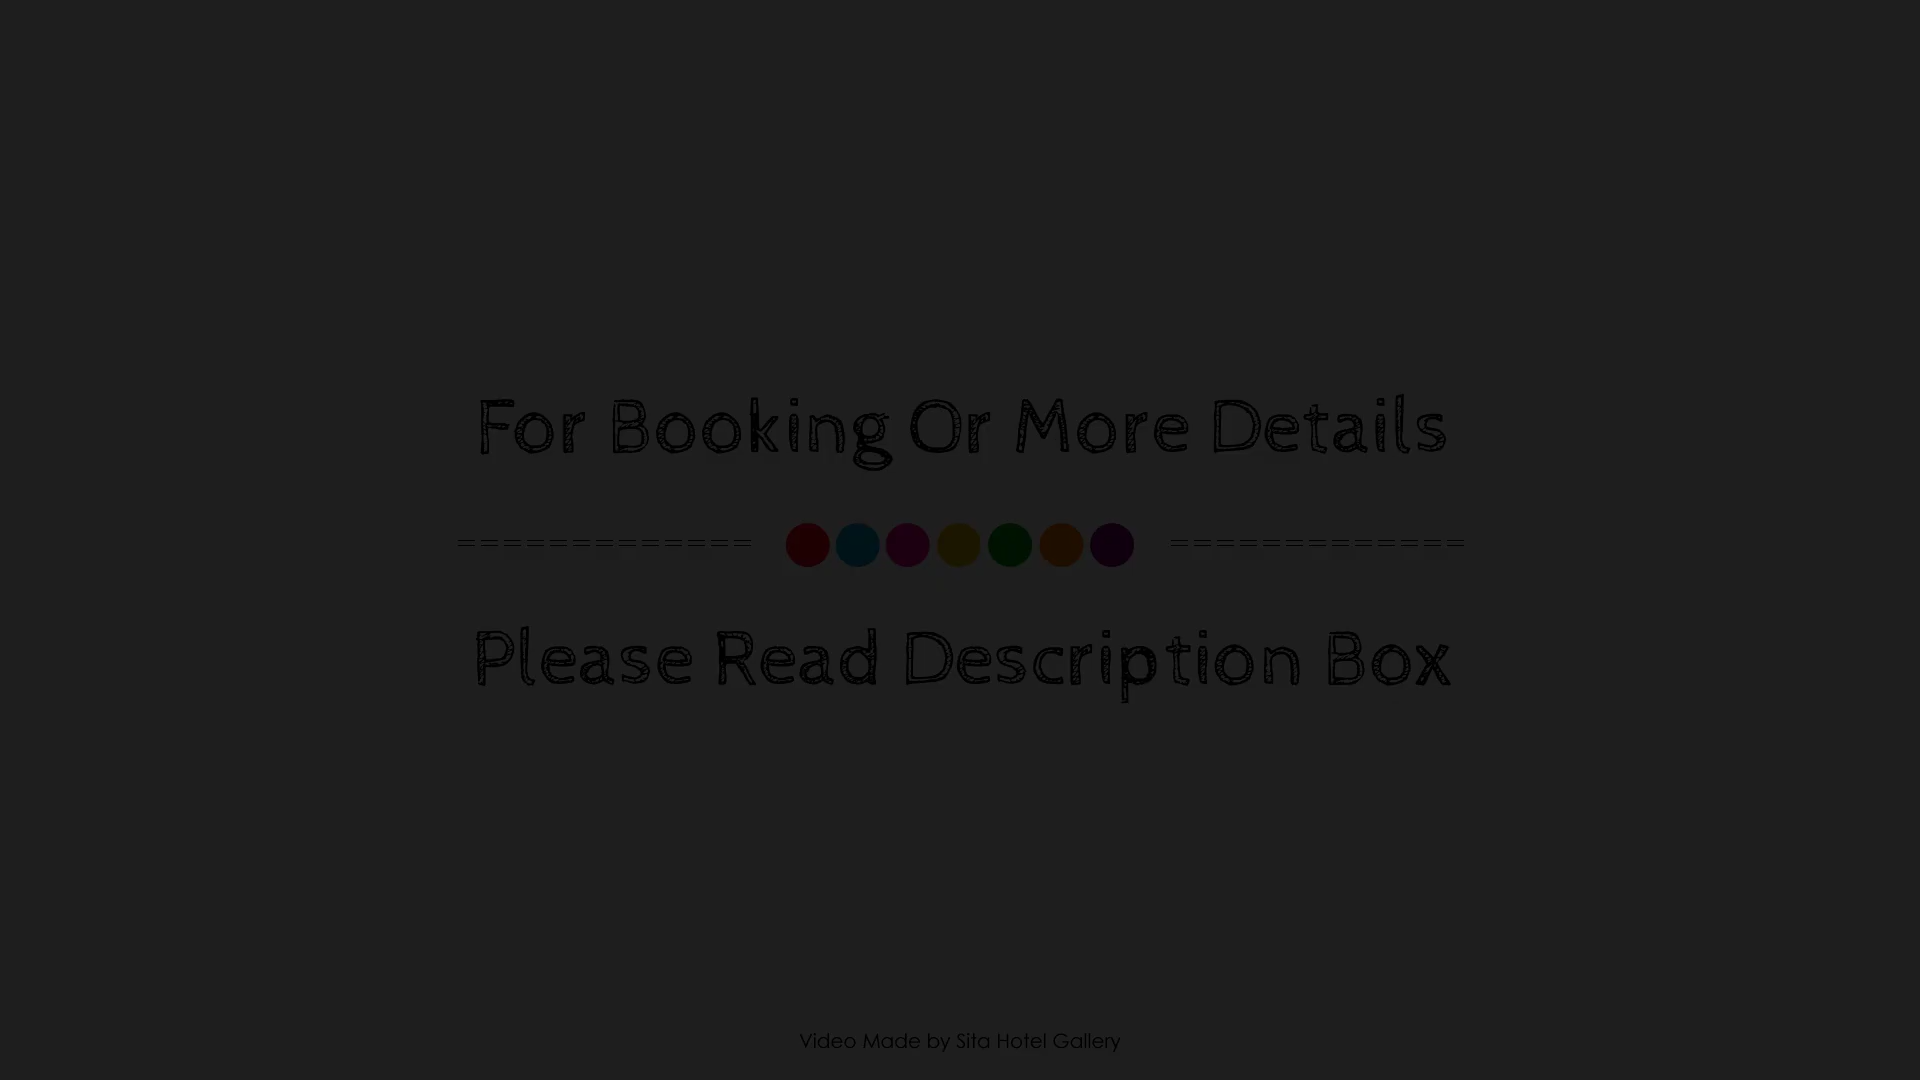 For Booking Or More Details
============= =============
Please Read Description Box
Video Made by Sita Hotel Gallery